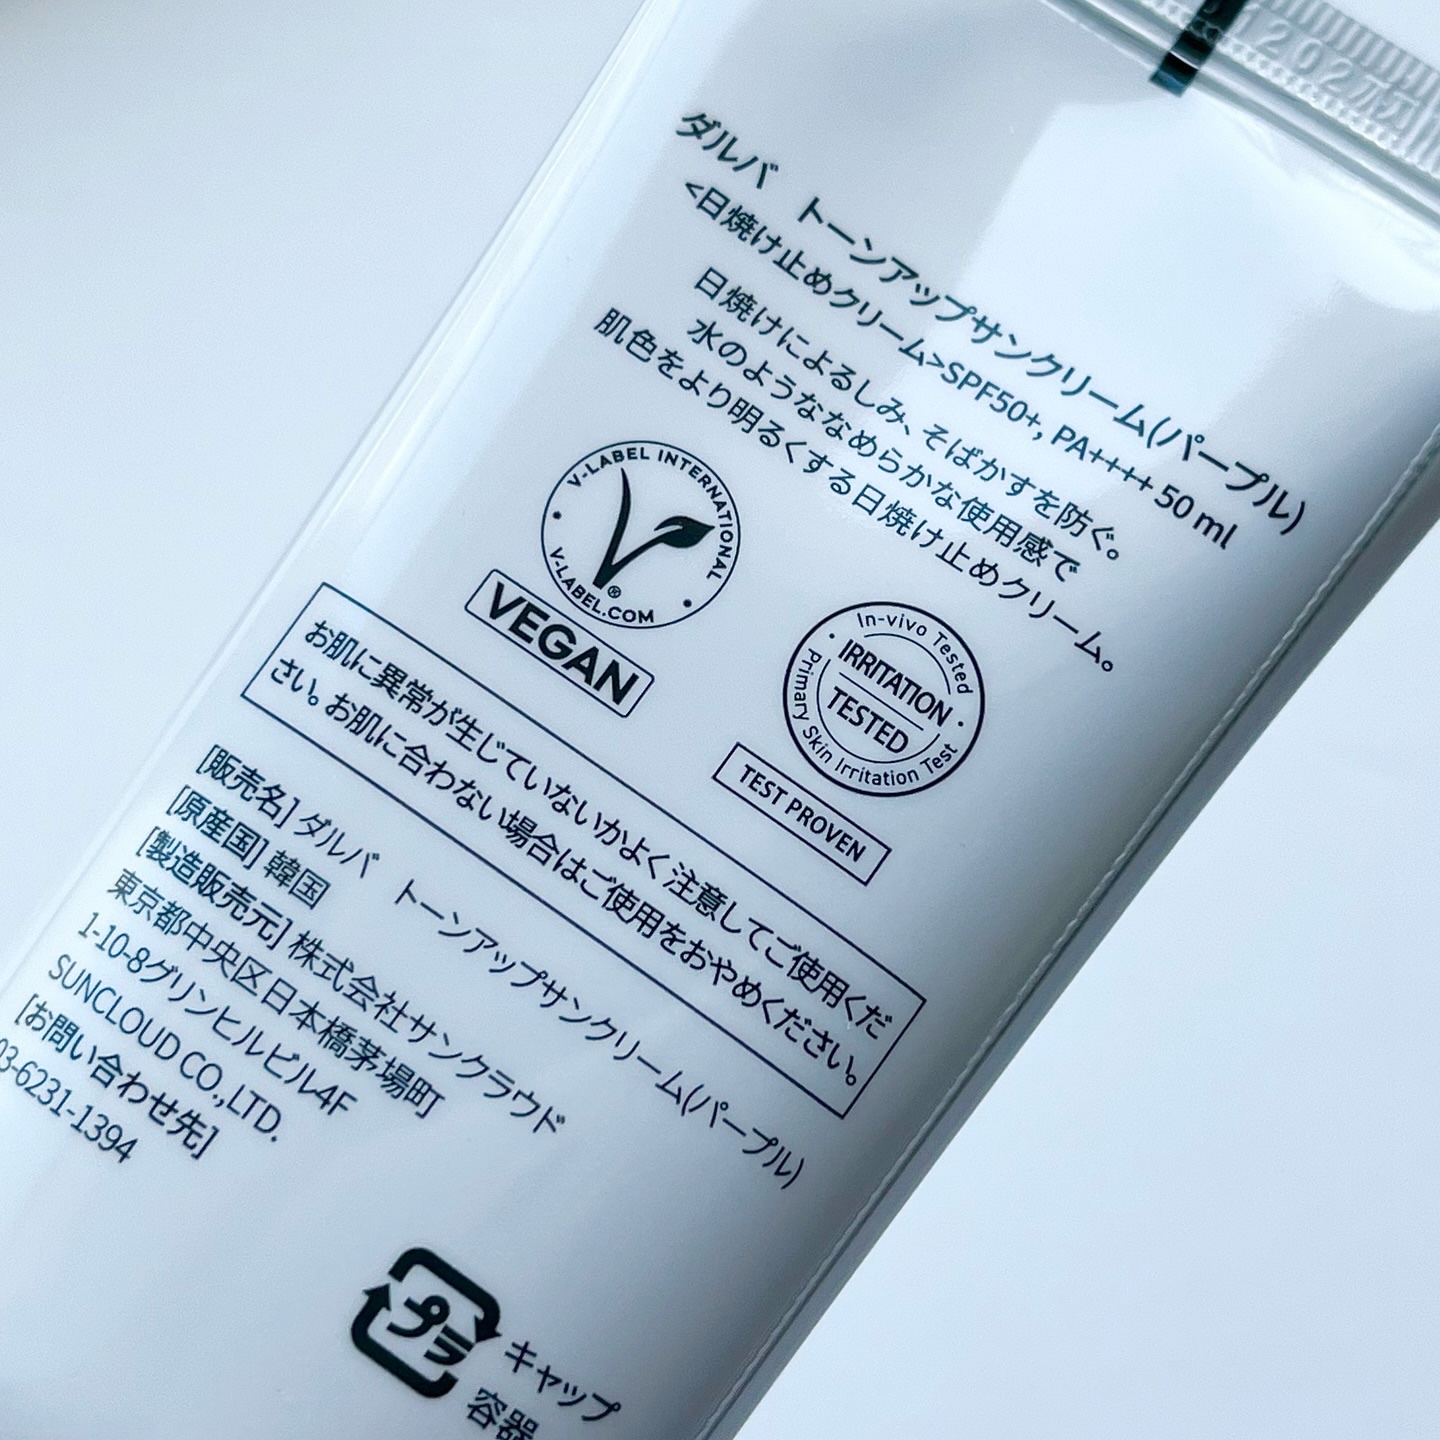 ダルバ トーンアップサンクリーム(パープル)
<日焼け止めクリーム>SPF50+, PA++++ 50 ml
日焼けによるしみ、そばかすを防ぐ。
水のようななめらかな使用感で
肌色をより明るくする日焼け止めクリーム。
V-LABEL INTERNATIONAL
V-LABEL.COM
VEGAN
In-vivo Tested
IRRITATION
TESTED
Primary Skin Irritation Test
TEST PROVEN
お肌に異常が生じていないかよく注意してご使用くだ
さい。お肌に合わない場合はご使用をおやめください。
[販売名] ダルバ トーンアップサンクリーム(パープル)
[原産国] 韓国
[製造販売元] 株式会社サンクラウド
東京都中央区日本橋茅場町
1-10-8グリンヒルビル4F
SUNCLOUD CO.,LTD.
[お問い合わせ先]
03-6231-1394
プラ
キャップ
容器